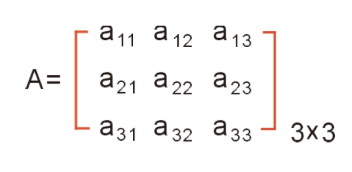 a₁₁ a₁₂ a₁₃
A= a₂₁ a₂₂ a₂₃
a₃₁ a₃₂ a₃₃ 3x3